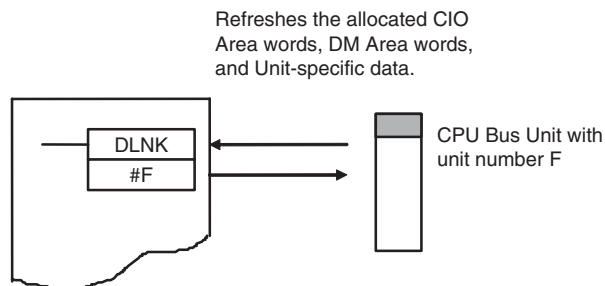 Refreshes the allocated CIO
Area words, DM Area words,
and Unit-specific data.
DLNK
#F
CPU Bus Unit with
unit number F